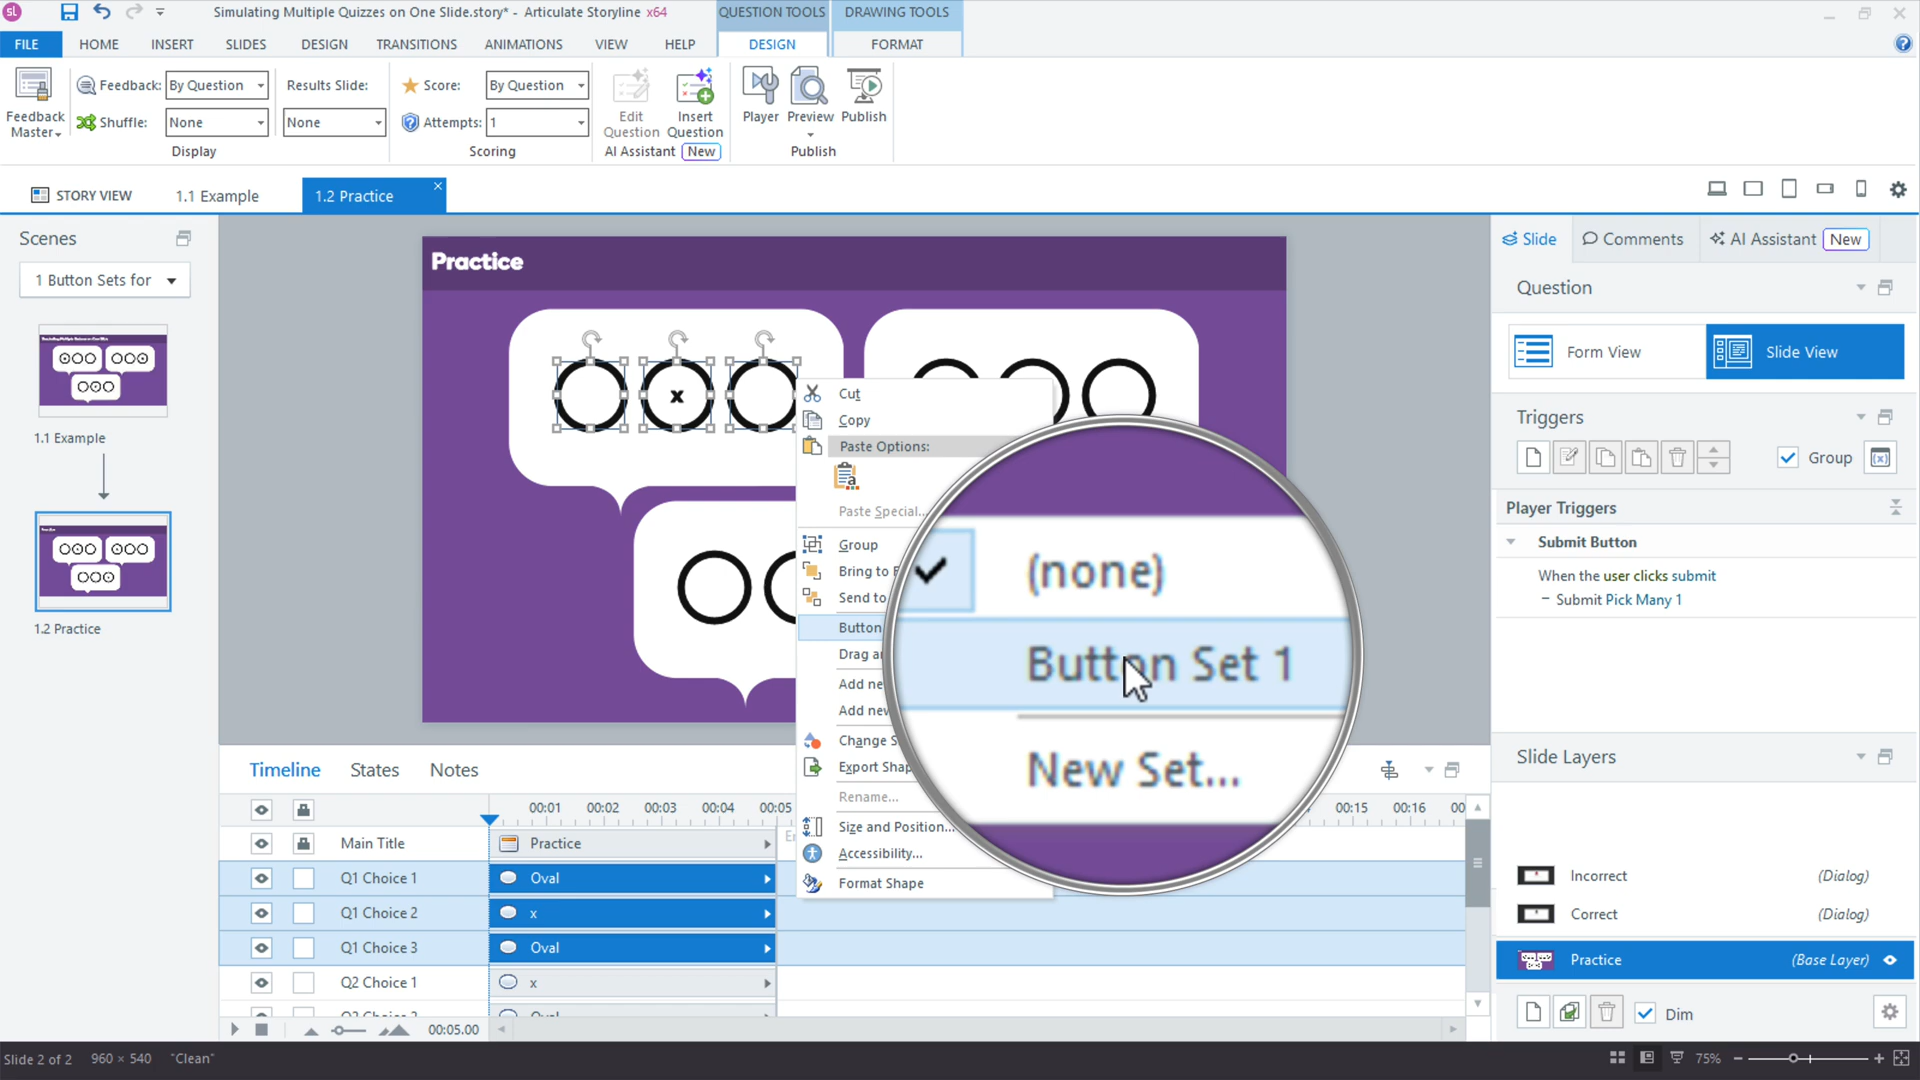 Simulating Multiple Quizzes on One Slide.story* - Articulate Storyline x64
QUESTION TOOLS
DRAWING TOOLS
FILE
HOME
INSERT
SLIDES
DESIGN
TRANSITIONS
ANIMATIONS
VIEW
HELP
DESIGN
FORMAT
Feedback Master
Feedback: By Question
Shuffle: None
Display
Results Slide:
None
Score: By Question
Attempts: 1
Scoring
Edit Question
Insert Question
AI Assistant New
Player
Preview
Publish
Publish
STORY VIEW
1.1 Example
1.2 Practice
Scenes
1 Button Sets for
1.1 Example
1.2 Practice
Practice
x
Cut
Copy
Paste Options:
Paste Special...
Group
Bring to
Send to
Button
Drag
Add
Add
Change
Export
Rename...
Size and Position...
Accessibility...
Format Shape
(none)
Button Set 1
New Set...
Slide
Comments
AI Assistant New
Question
Form View
Slide View
Triggers
Group
Player Triggers
Submit Button
When the user clicks submit
- Submit Pick Many 1
Slide Layers
Incorrect (Dialog)
Correct (Dialog)
Practice (Base Layer)
Dim
Timeline
States
Notes
00:01 00:02 00:03 00:04 00:05 00:15 00:16
Main Title
Practice
Q1 Choice 1
Oval
Q1 Choice 2
x
Q1 Choice 3
Oval
Q2 Choice 1
x
00:05.00
Slide 2 of 2
960 × 540
"Clean"
75%